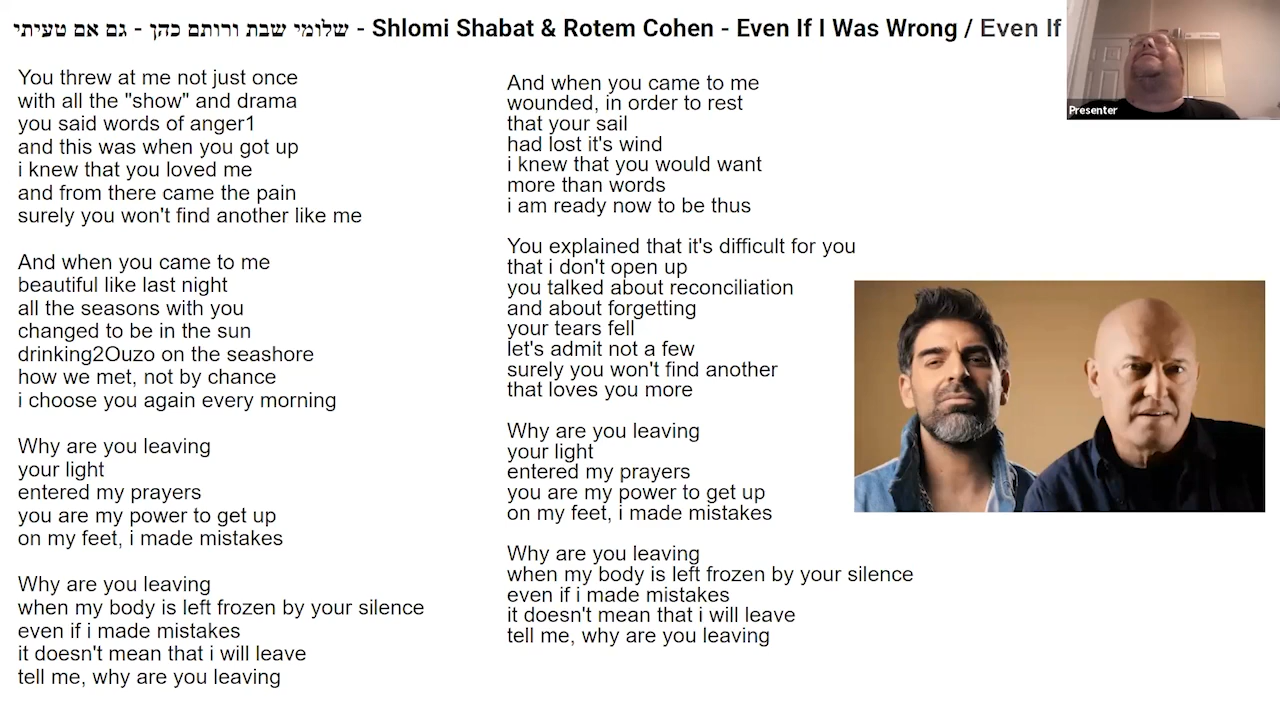 שלומי שבת ורותם כהן - גם אם טעיתי - Shlomi Shabat & Rotem Cohen - Even If I Was Wrong / Even If
Presenter
You threw at me not just once
with all the "show" and drama
you said words of anger1
and this was when you got up
i knew that you loved me
and from there came the pain
surely you won't find another like me
And when you came to me
beautiful like last night
all the seasons with you
changed to be in the sun
drinking2Ouzo on the seashore
how we met, not by chance
i choose you again every morning
Why are you leaving
your light
entered my prayers
you are my power to get up
on my feet, i made mistakes
Why are you leaving
when my body is left frozen by your silence
even if i made mistakes
it doesn't mean that i will leave
tell me, why are you leaving
And when you came to me
wounded, in order to rest
that your sail
had lost it's wind
i knew that you would want
more than words
i am ready now to be thus
You explained that it's difficult for you
that i don't open up
you talked about reconciliation
and about forgetting
your tears fell
let's admit not a few
surely you won't find another
that loves you more
Why are you leaving
your light
entered my prayers
you are my power to get up
on my feet, i made mistakes
Why are you leaving
when my body is left frozen by your silence
even if i made mistakes
it doesn't mean that i will leave
tell me, why are you leaving